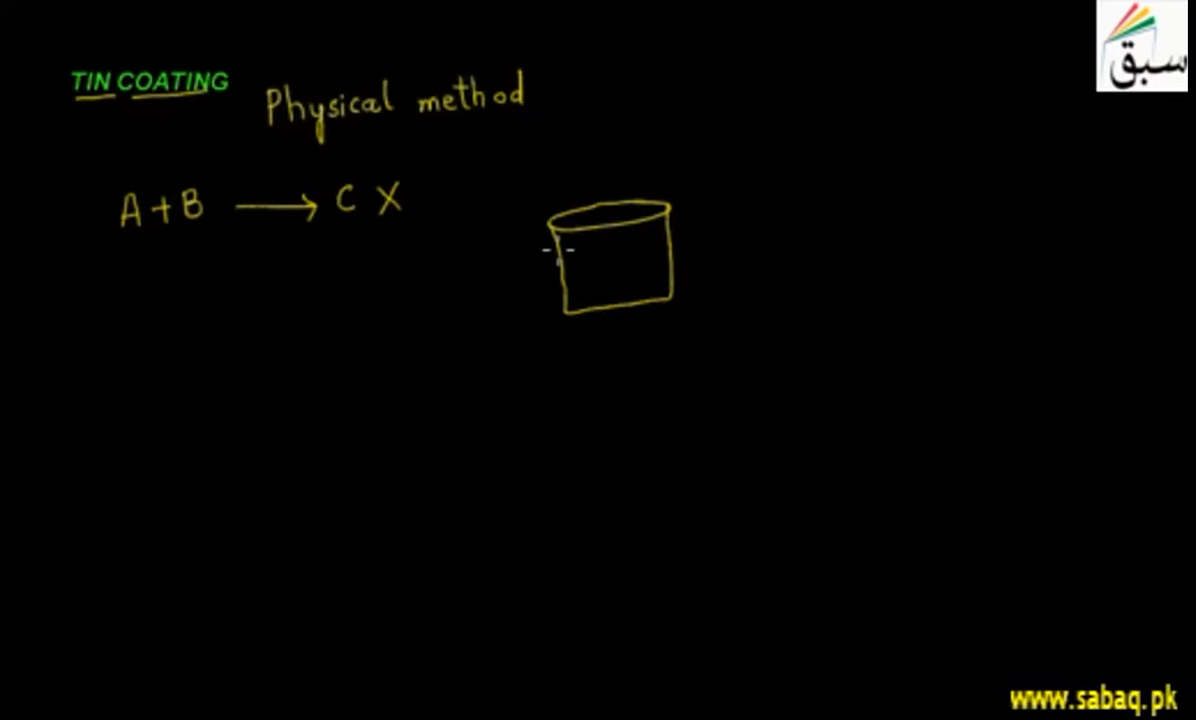 سبق
TIN COATING Physical method
A + B ⟶ C X
www.sabaq.pk